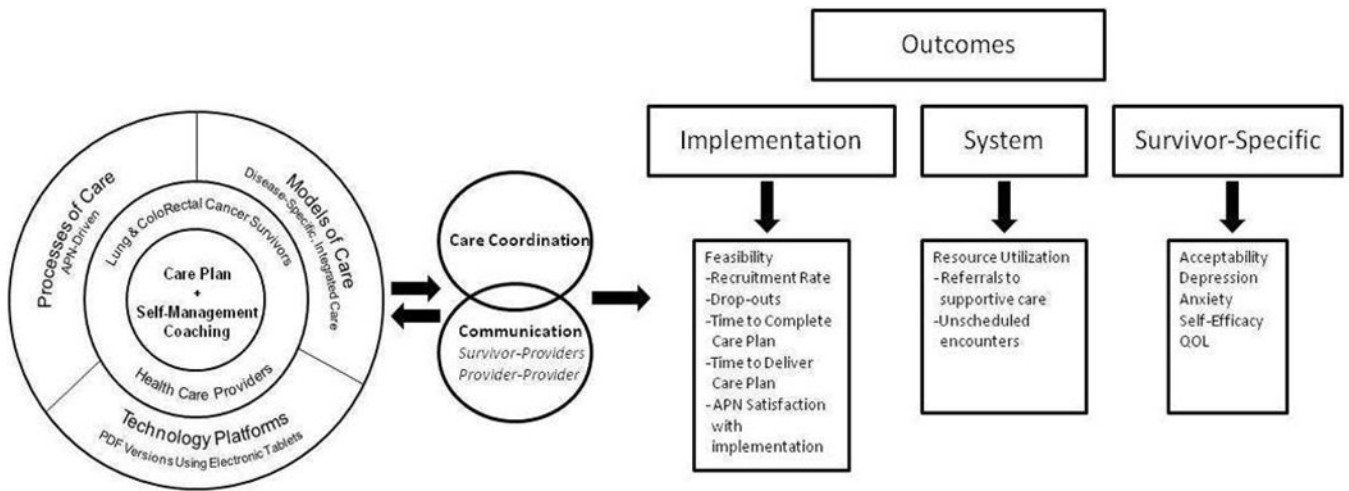 Outcomes
Implementation
System
Survivor-Specific
Processes of Care
APN-Driven
Models of Care
Disease-Specific, Integrated Care
Lung & ColoRectal Cancer Survivors
Care Plan
+
Self-Management
Coaching
Health Care Providers
Technology Platforms
PDF Versions Using Electronic Tablets
Care Coordination
Communication
Survivor-Providers
Provider-Provider
Feasibility
-Recruitment Rate
-Drop-outs
-Time to Complete
Care Plan
-Time to Deliver
Care Plan
-APN Satisfaction
with
implementation
Resource Utilization
-Referrals to
supportive care
-Unscheduled
encounters
Acceptability
Depression
Anxiety
Self-Efficacy
QOL